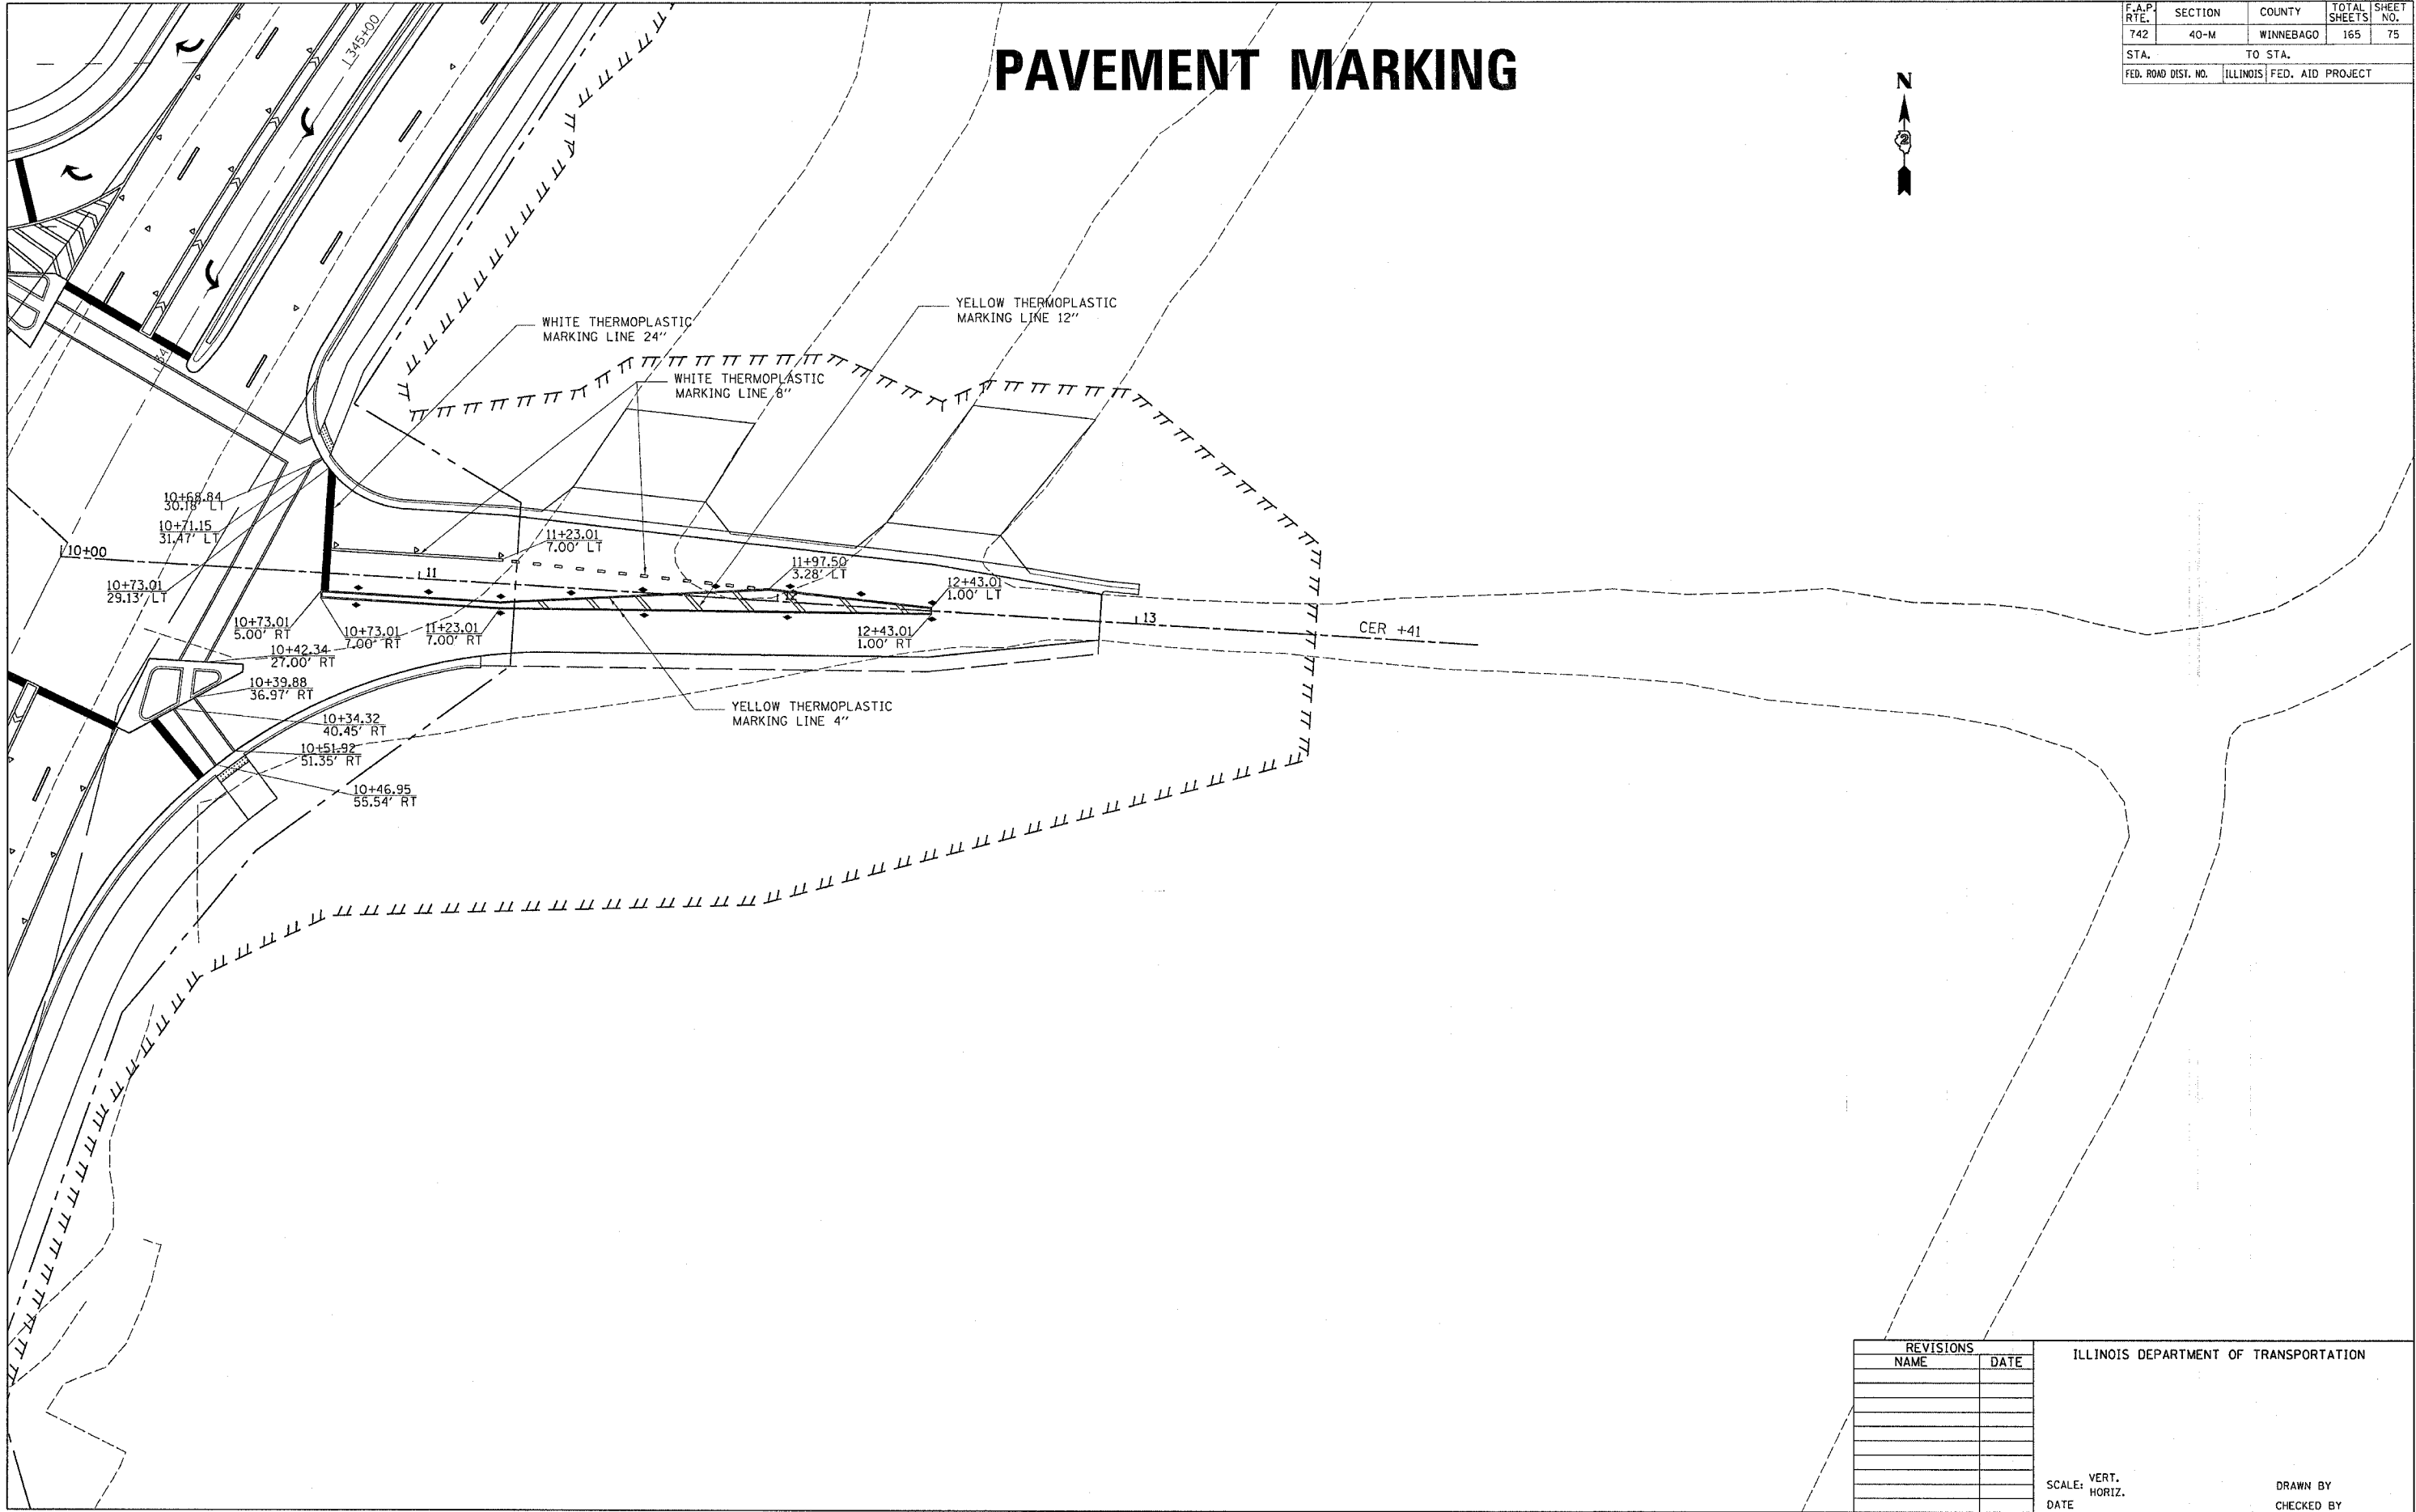 PAVEMENT MARKING
F.A.P. RTE. SECTION COUNTY TOTAL SHEETS SHEET NO.
742 40-M WINNEBAGO 165 75
STA. TO STA.
FED. ROAD DIST. NO. ILLINOIS FED. AID PROJECT
N
2
1345+00
YELLOW THERMOPLASTIC
MARKING LINE 12"
WHITE THERMOPLASTIC
MARKING LINE 24"
WHITE THERMOPLASTIC
MARKING LINE 8"
10+68.84
30.18' LT
10+71.15
31.47' LT
10+00
11+23.01
7.00' LT
11
11+97.50
3.28' LT
12+43.01
1.00' LT
10+73.01
29.13' LT
12
13
CER +41
10+73.01
5.00' RT
10+73.01
7.00' RT
11+23.01
7.00' RT
12+43.01
1.00' RT
10+42.34
27.00' RT
10+39.88
36.97' RT
YELLOW THERMOPLASTIC
MARKING LINE 4"
10+34.32
40.45' RT
10+51.92
51.35' RT
10+46.95
55.54' RT
REVISIONS
NAME DATE
ILLINOIS DEPARTMENT OF TRANSPORTATION
SCALE: VERT.
HORIZ.
DRAWN BY
DATE
CHECKED BY